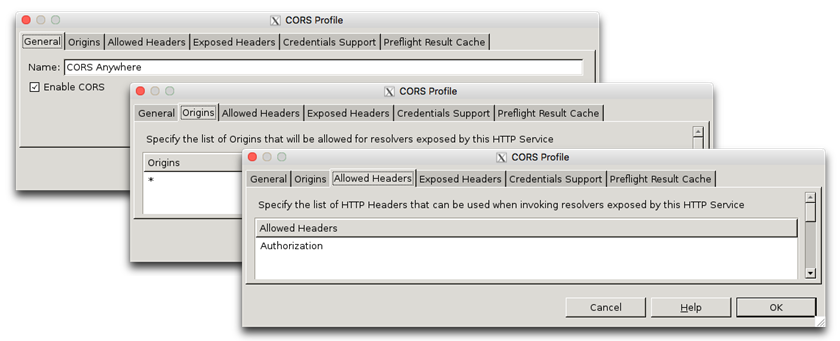 CORS Profile
General Origins Allowed Headers Exposed Headers Credentials Support Preflight Result Cache
Name: CORS Anywhere
Enable CORS
CORS Profile
General Origins Allowed Headers Exposed Headers Credentials Support Preflight Result Cache
Specify the list of Origins that will be allowed for resolvers exposed by this HTTP Service
Origins
*
CORS Profile
General Origins Allowed Headers Exposed Headers Credentials Support Preflight Result Cache
Specify the list of HTTP Headers that can be used when invoking resolvers exposed by this HTTP Service
Allowed Headers
Authorization
Cancel Help OK